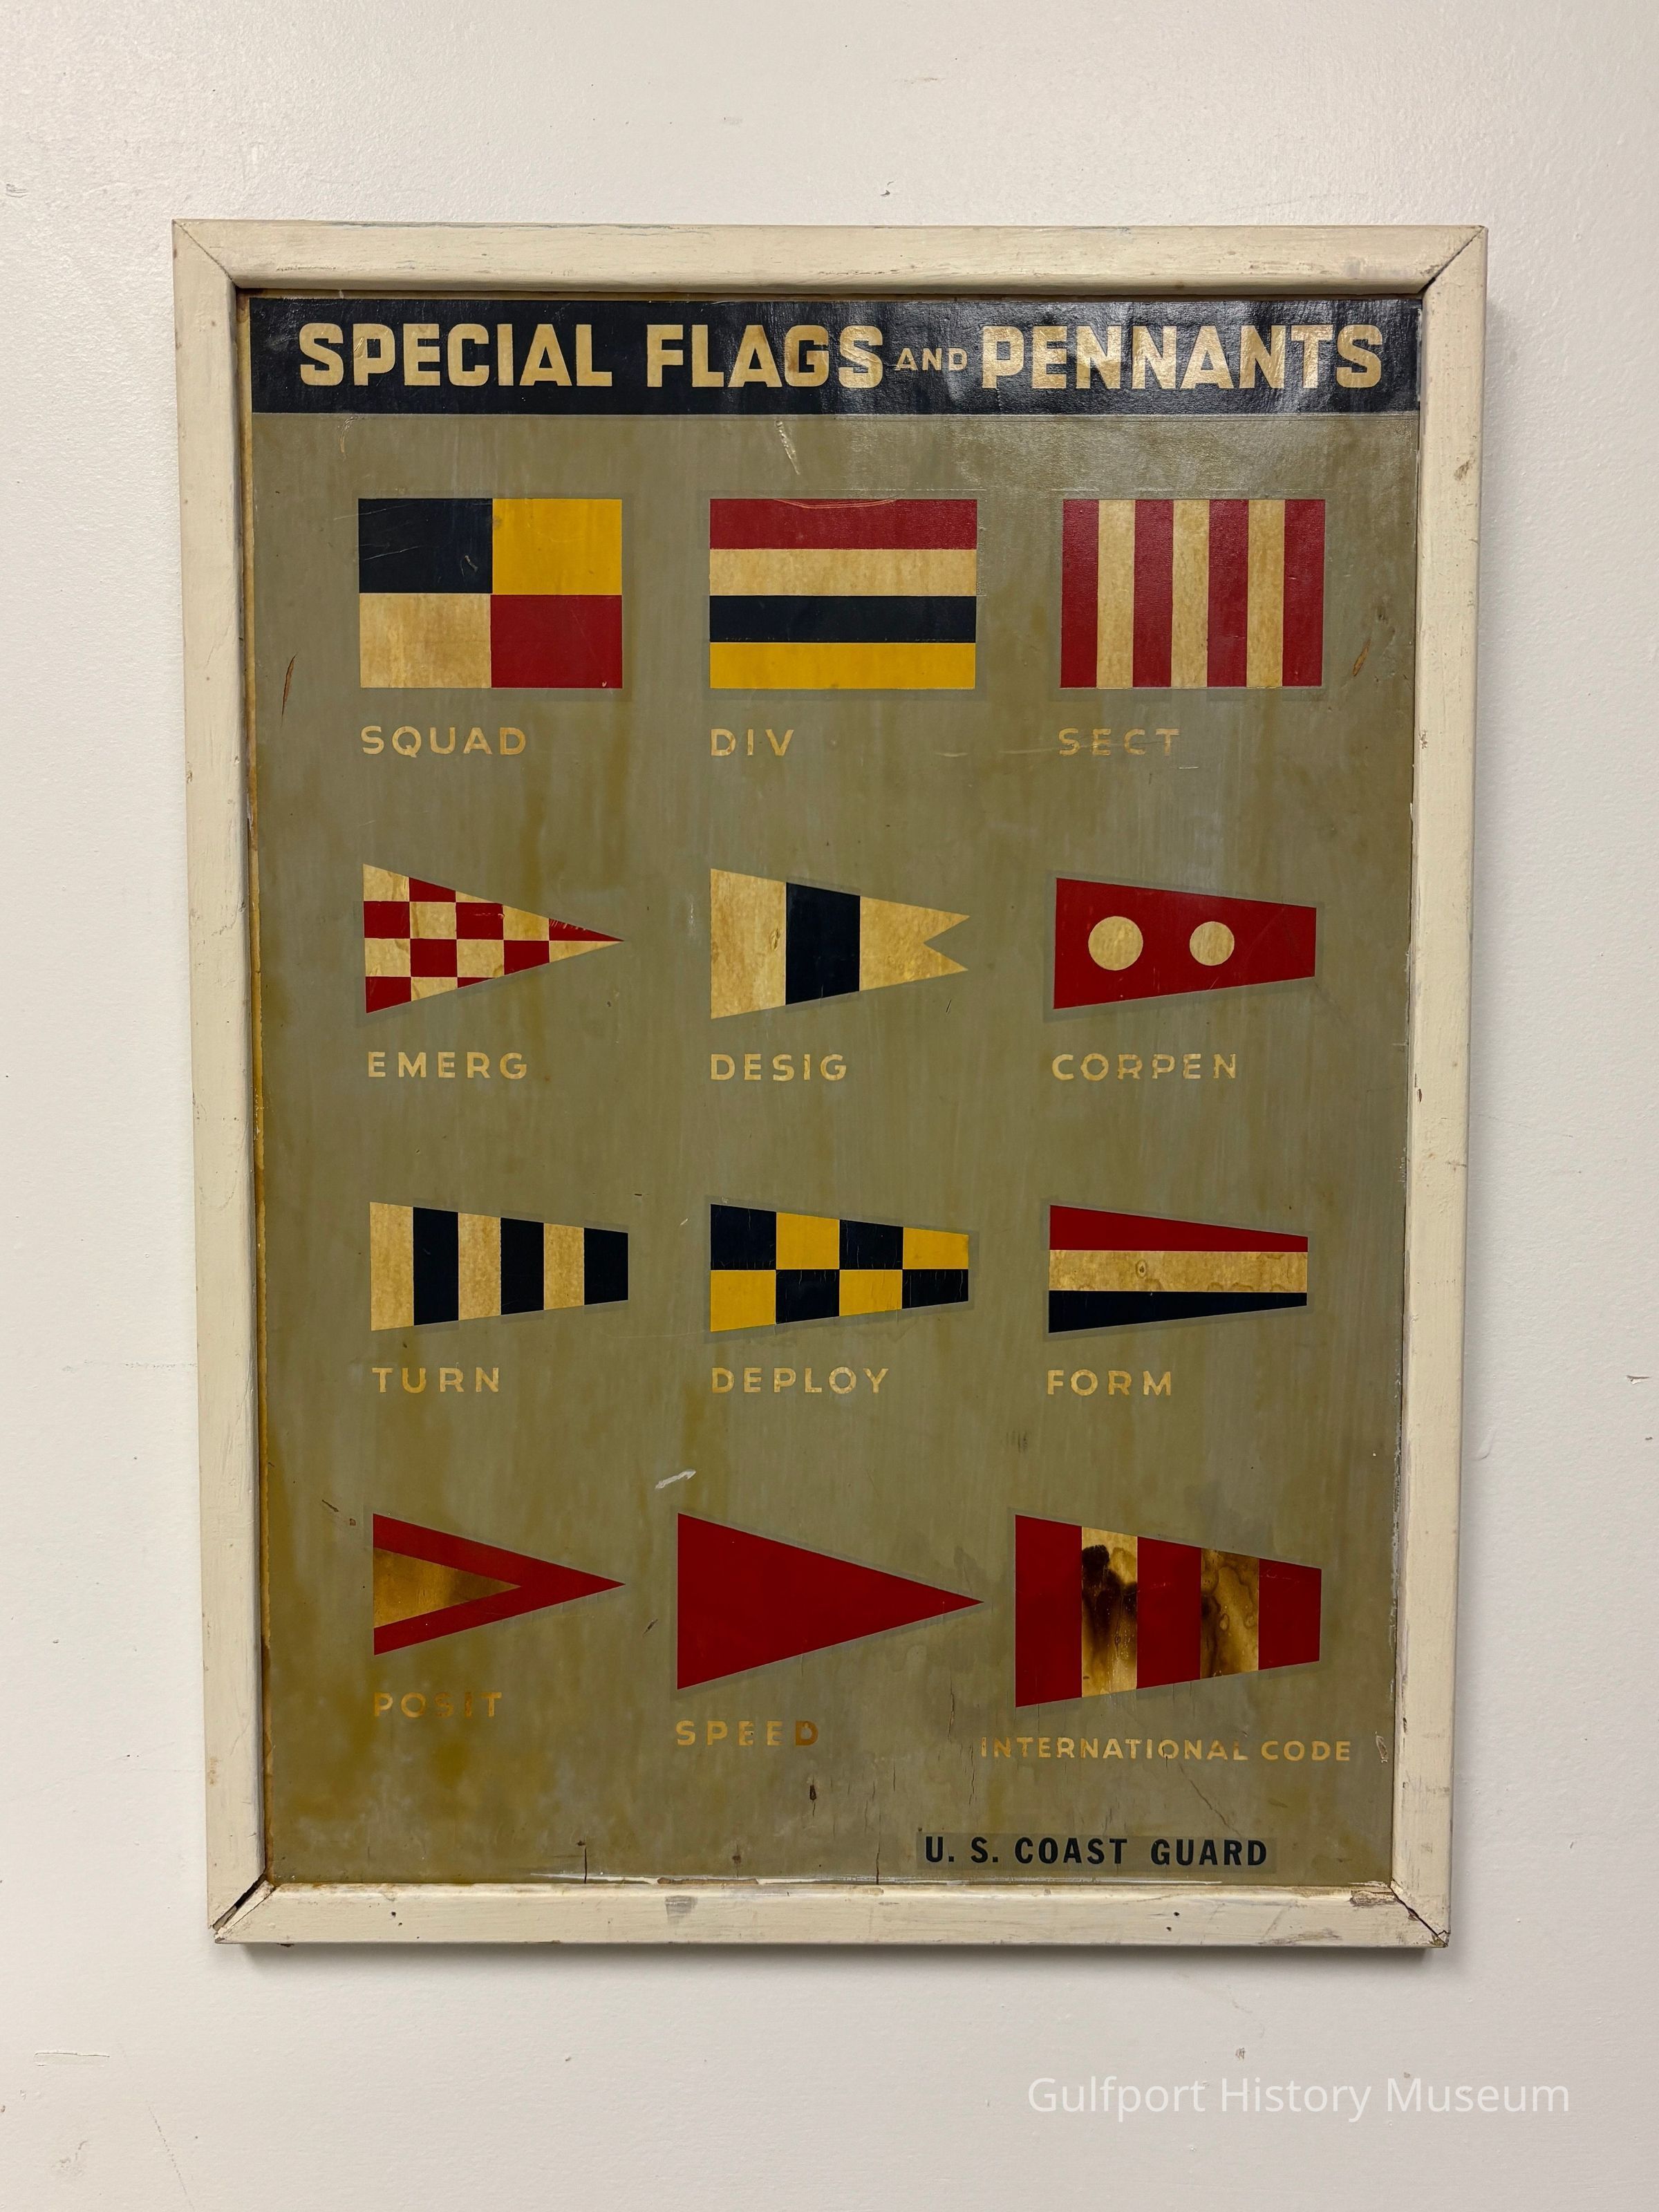 SPECIAL FLAGS AND PENNANTS
SQUAD DIV SECT
EMERG DESIG CORPEN
TURN DEPLOY FORM
POSIT SPEED INTERNATIONAL CODE
U. S. COAST GUARD
Gulfport History Museum